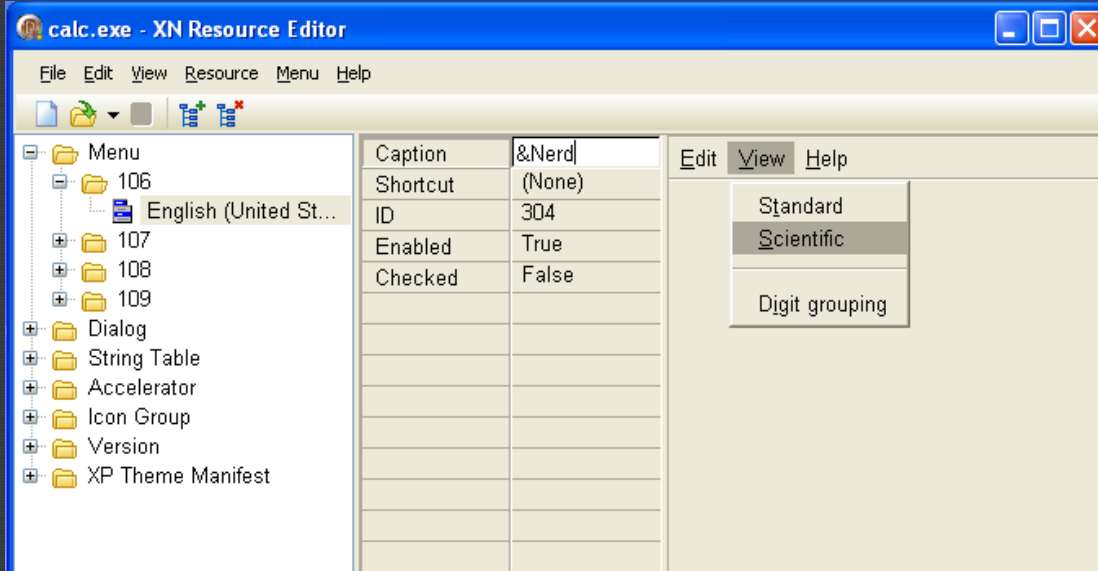 calc.exe - XN Resource Editor
File Edit View Resource Menu Help
Menu
106
English (United St...
107
108
109
Dialog
String Table
Accelerator
Icon Group
Version
XP Theme Manifest
Caption &Nerd
Shortcut (None)
ID 304
Enabled True
Checked False
Edit View Help
Standard
Scientific
Digit grouping